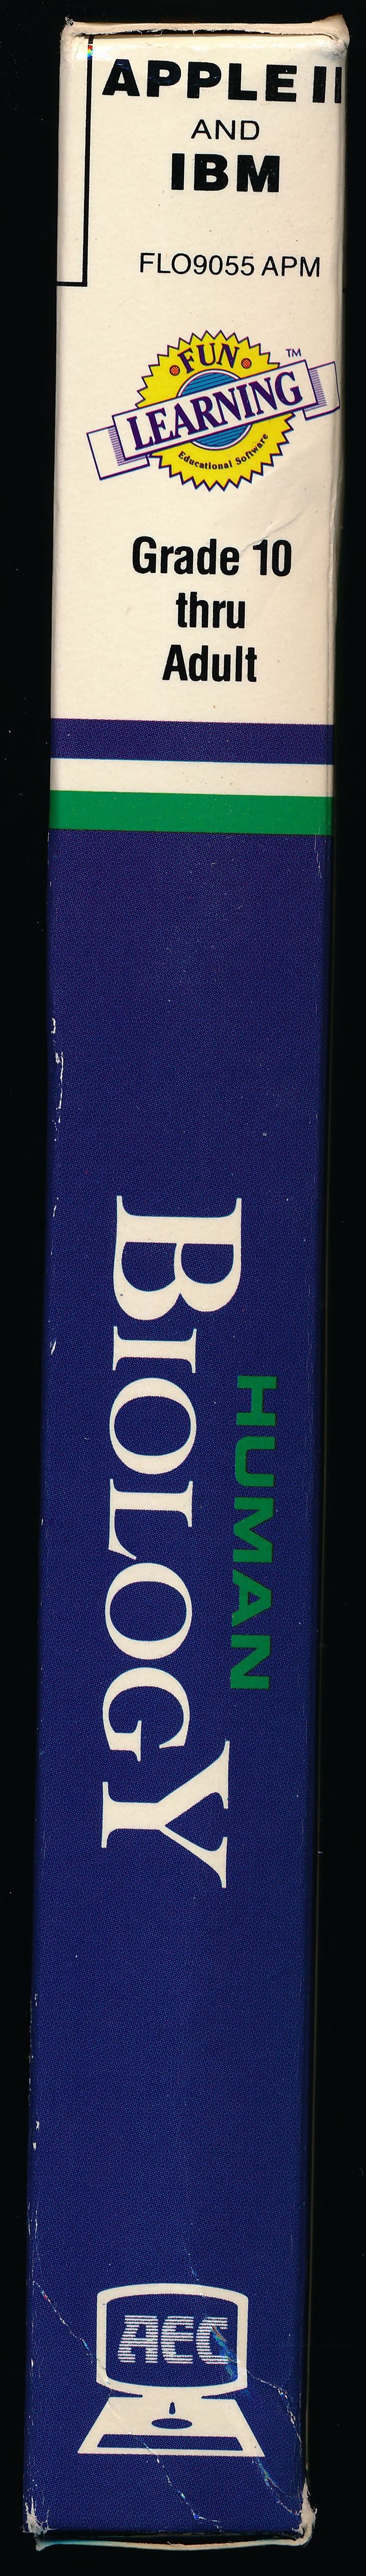 APPLE II
AND
IBM
FLO9055 APM
FUN
TM
LEARNING
Educational Software
Grade 10
thru
Adult
HUMAN
BIOLOGY
AEC